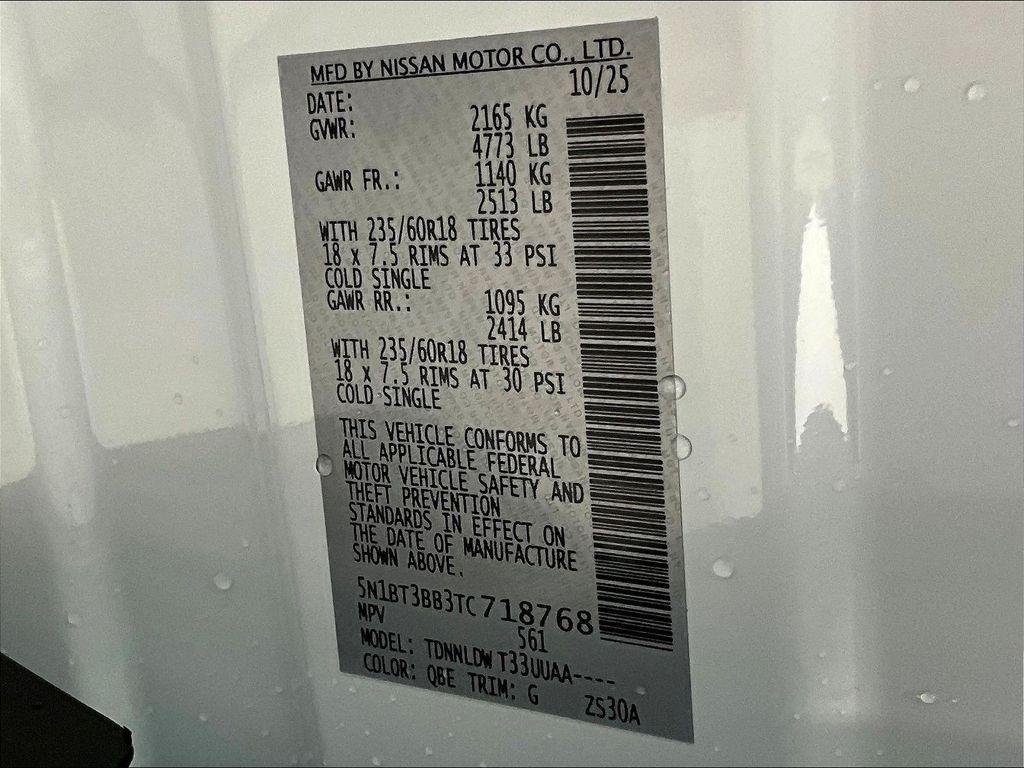 MFD BY NISSAN MOTOR CO., LTD.
DATE: 10/25
GVWR: 2165 KG
4773 LB
GAWR FR.: 1140 KG
2513 LB
WITH 235/60R18 TIRES
18 x 7.5 RIMS AT 33 PSI
COLD SINGLE
GAWR RR.: 1095 KG
2414 LB
WITH 235/60R18 TIRES
18 x 7.5 RIMS AT 30 PSI
COLD SINGLE
THIS VEHICLE CONFORMS TO
ALL APPLICABLE FEDERAL
MOTOR VEHICLE SAFETY AND
THEFT PREVENTION
STANDARDS IN EFFECT ON
THE DATE OF MANUFACTURE
SHOWN ABOVE.
5N1BT3BB3TC718768
MPV 561
MODEL: TDNNLDW T33UUAA----
COLOR: QBE TRIM: G ZS30A